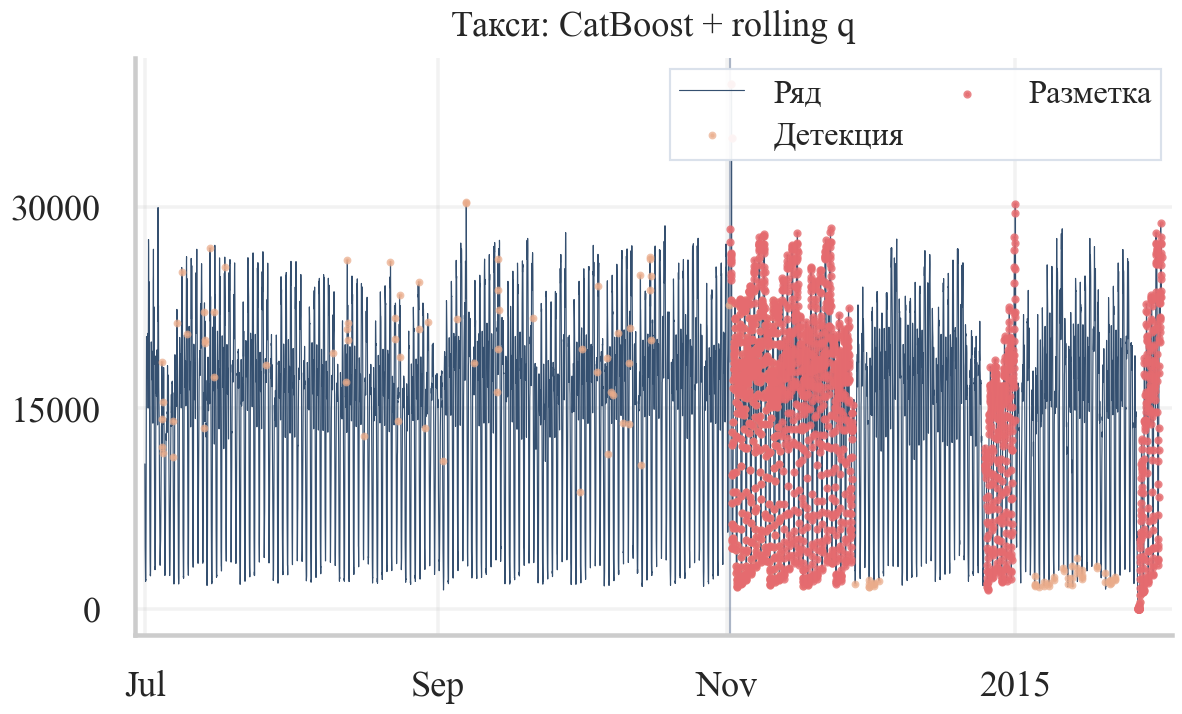 Такси: CatBoost + rolling q
Ряд
Детекция
Разметка
30000
15000
0
Jul
Sep
Nov
2015